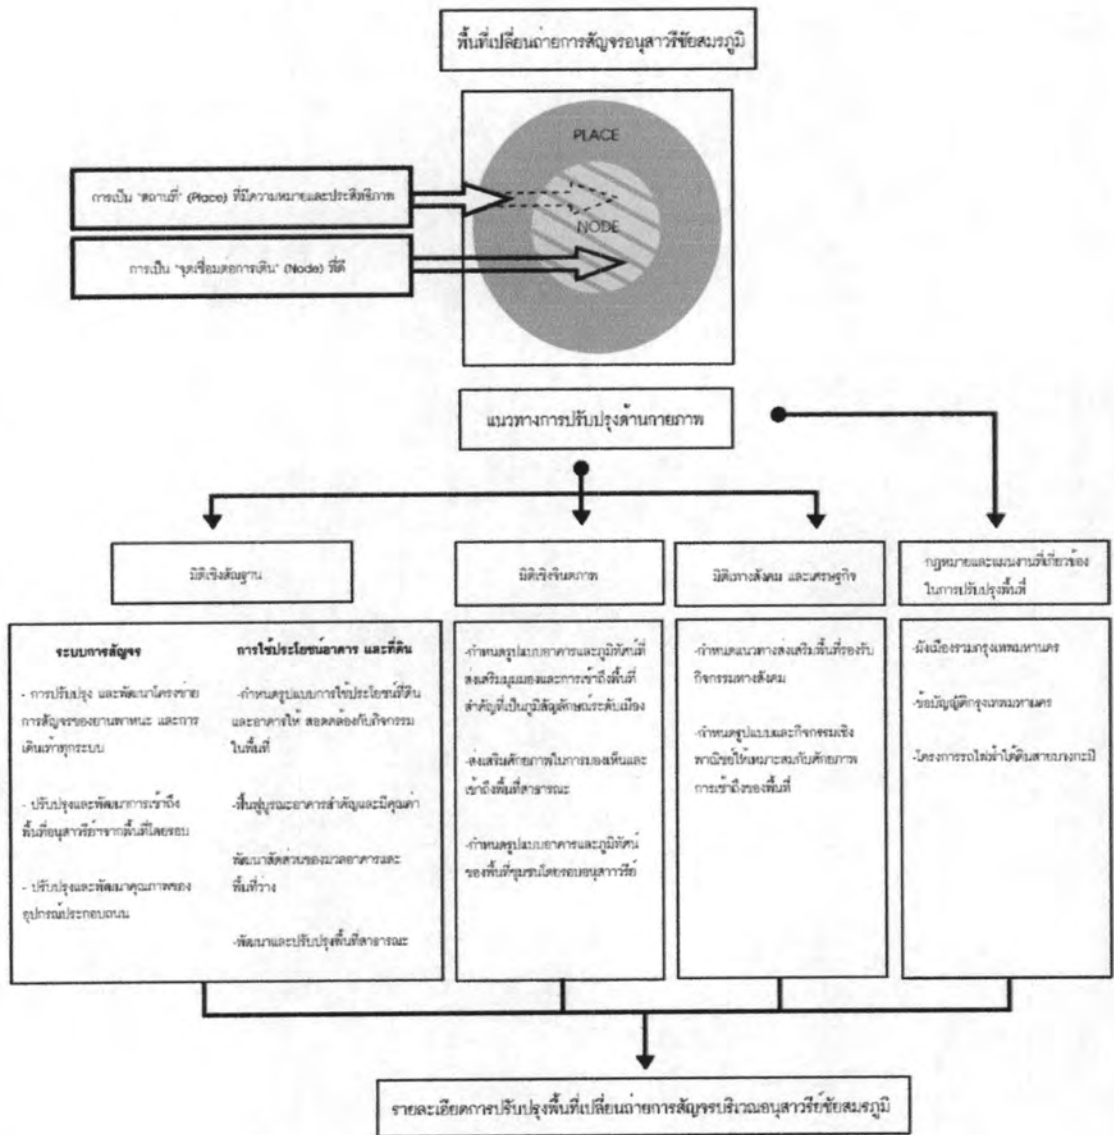 พื้นที่เปลี่ยนถ่ายการสัญจรอนุสาวรีชัยสมรภูมิ
PLACE
การเป็น "สถานที่" (Place) ที่มีความหมายและประสิทธิภาพ
NODE
การเป็น "จุดเชื่อมต่อการเดิน" (Node) ที่ดี
แนวทางการปรับปรุงด้านกายภาพ
มิติเชิงสัณฐาน
ระบบการสัญจร
- การปรับปรุง และพัฒนาโครงข่าย
การสัญจรของยานพาหนะ และการ
เดินเท้าทุกระบบ
- ปรับปรุงและพัฒนาการเข้าถึง
พื้นที่อนุสาวรีย์ฯจากพื้นที่โดยรอบ
- ปรับปรุงและพัฒนาคุณภาพของ
อุปกรณ์ประกอบถนน
การใช้ประโยชน์อาคาร และที่ดิน
-กำหนดรูปแบบการใช้ประโยชน์ที่ดิน
และอาคารให้ สอดคล้องกับกิจกรรม
ในพื้นที่
-ฟื้นฟูบูรณะอาคารสำคัญและมีคุณค่า
พัฒนาสัดส่วนของมวลอาคารและ
พื้นที่ว่าง
-พัฒนาและปรับปรุงพื้นที่สาธารณะ
มิติเชิงจินตภาพ
-กำหนดรูปแบบอาคารและภูมิทัศน์ที่
ส่งเสริมมุมมองและการเข้าถึงพื้นที่
สำคัญที่เป็นภูมิสัญลักษณ์ระดับเมือง
-ส่งเสริมศักยภาพในการมองเห็นและ
เข้าถึงพื้นที่สาธารณะ
-กำหนดรูปแบบอาคารและภูมิทัศน์
ของพื้นที่ชุมชนโดยรอบอนุสาวรีย์
มิติทางสังคม และเศรษฐกิจ
-กำหนดแนวทางส่งเสริมพื้นที่รองรับ
กิจกรรมทางสังคม
-กำหนดรูปแบบและกิจกรรมเชิง
พาณิชย์ให้เหมาะสมกับศักยภาพ
การเข้าถึงของพื้นที่
กฎหมายและแผนงานที่เกี่ยวข้อง
ในการปรับปรุงพื้นที่
-ผังเมืองรวมกรุงเทพมหานคร
-ข้อบัญญัติกรุงเทพมหานคร
-โครงการรถไฟฟ้าใต้ดินสายบางกะปิ
รายละเอียดการปรับปรุงพื้นที่เปลี่ยนถ่ายการสัญจรบริเวณอนุสาวรีย์ชัยสมรภูมิ